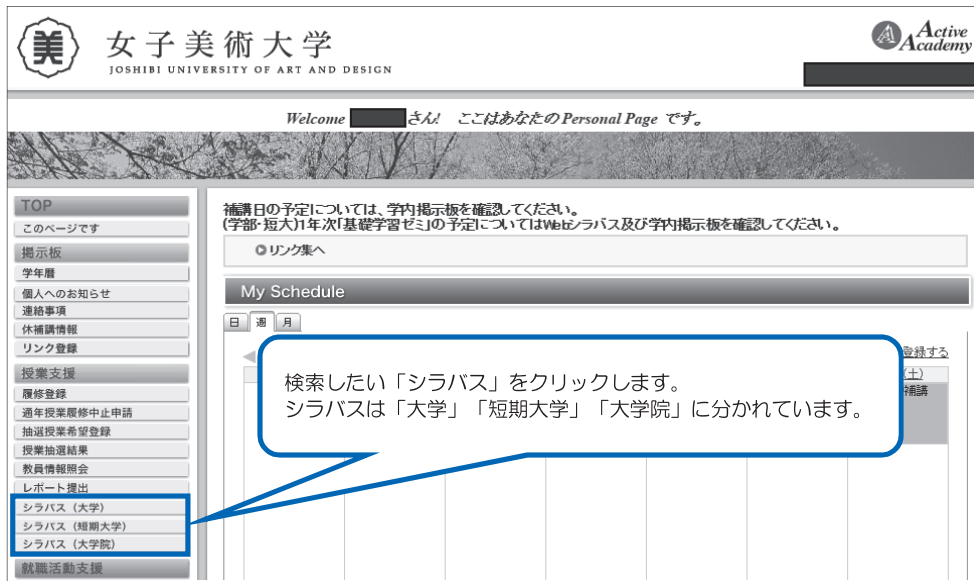 美
女子美術大学
JOSHIBI UNIVERSITY OF ART AND DESIGN
Active
Academy
Welcome さん! ここはあなたの Personal Page です。
TOP
このページです
掲示板
学年暦
個人へのお知らせ
連絡事項
休補講情報
リンク登録
授業支援
履修登録
通年授業履修中止申請
抽選授業希望登録
授業抽選結果
教員情報照会
レポート提出
シラバス（大学）
シラバス（短期大学）
シラバス（大学院）
就職活動支援
補講日の予定については、学内掲示板を確認してください。
(学部・短大)1年次「基礎学習ゼミ」の予定についてはWebシラバス及び学内掲示板を確認してください。
リンク集へ
My Schedule
日 週 月
登録する
(土)
補講
検索したい「シラバス」をクリックします。
シラバスは「大学」「短期大学」「大学院」に分かれています。